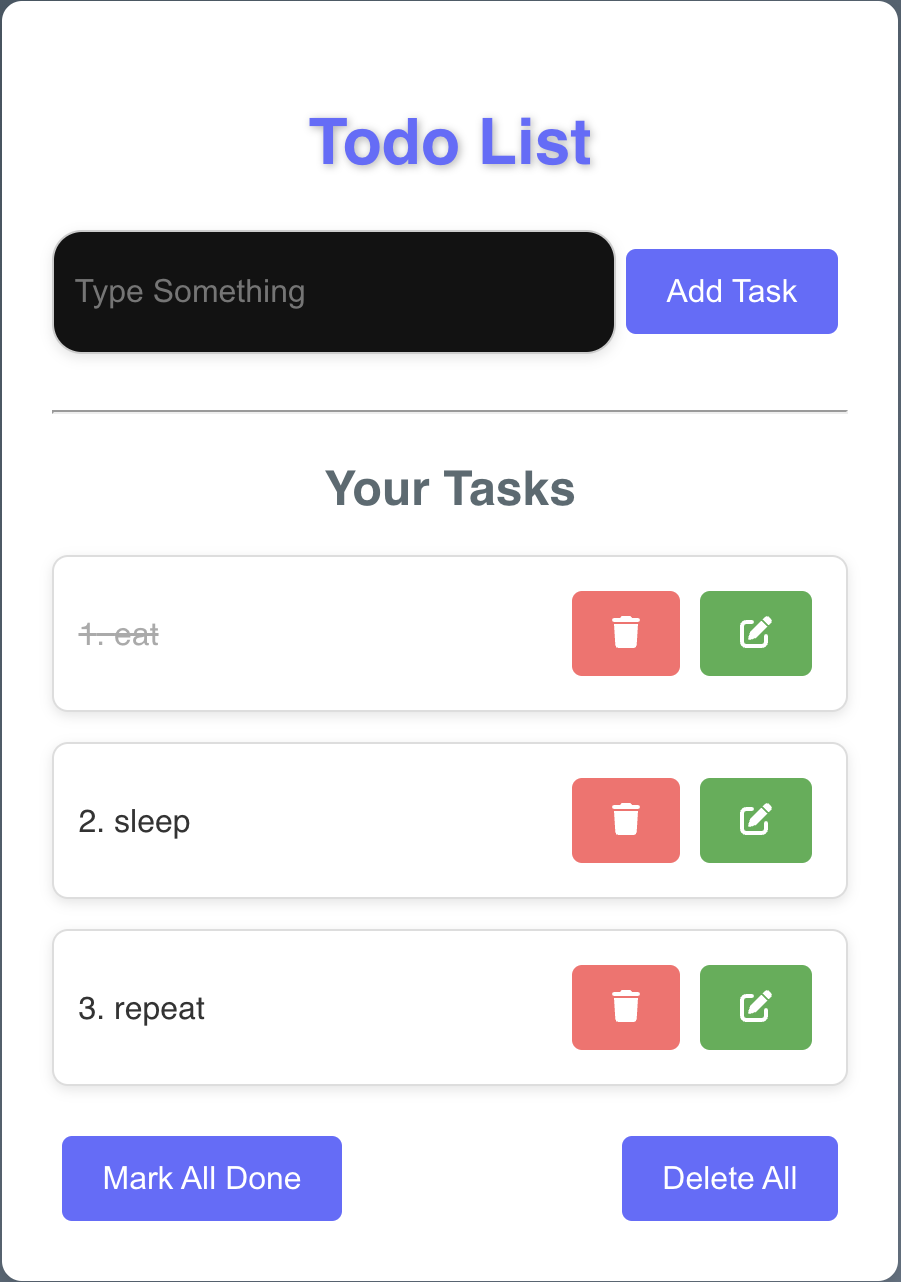 Todo List
Type Something
Add Task
Your Tasks
1. eat
2. sleep
3. repeat
Mark All Done
Delete All